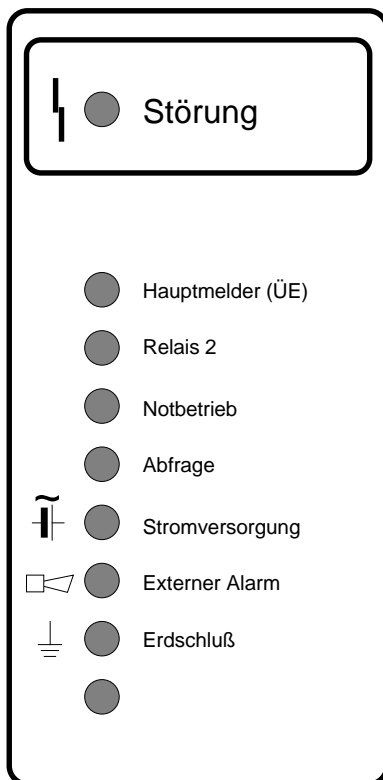 Störung
Hauptmelder (ÜE)
Relais 2
Notbetrieb
Abfrage
Stromversorgung
Externer Alarm
Erdschluß